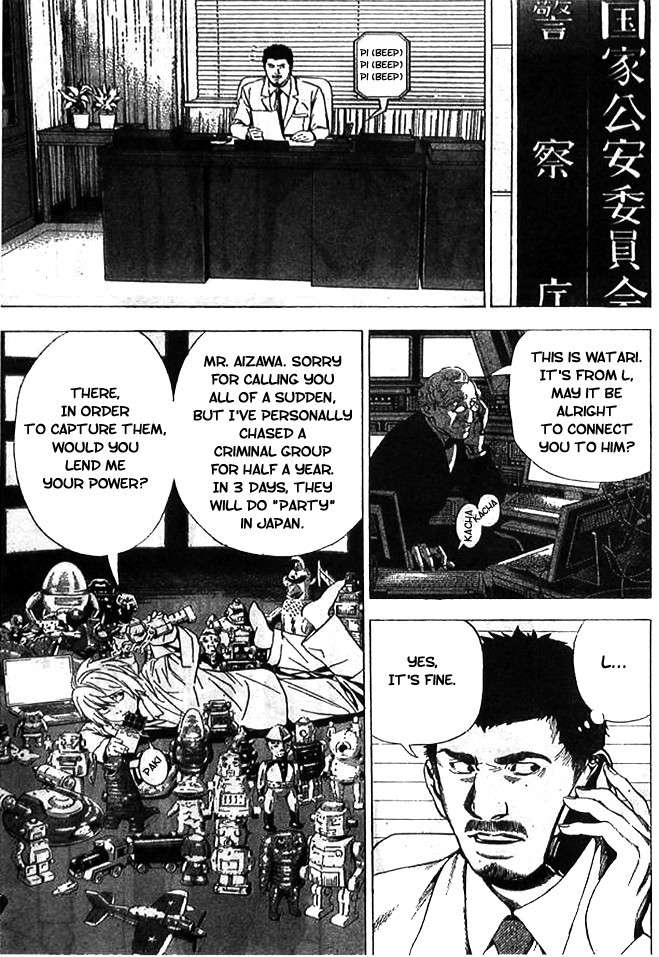 国家公安委員会
警察庁
PI (BEEP)
PI (BEEP)
PI (BEEP)
THIS IS WATARI.
IT'S FROM L,
MAY IT BE
ALRIGHT
TO CONNECT
YOU TO HIM?
KACHA
KACHA
L...
YES,
IT'S FINE.
MR. AIZAWA. SORRY
FOR CALLING YOU
ALL OF A SUDDEN,
BUT I'VE PERSONALLY
CHASED A
CRIMINAL GROUP
FOR HALF A YEAR.
IN 3 DAYS, THEY
WILL DO "PARTY"
IN JAPAN.
THERE,
IN ORDER
TO CAPTURE THEM,
WOULD YOU
LEND ME
YOUR POWER?
PAKI